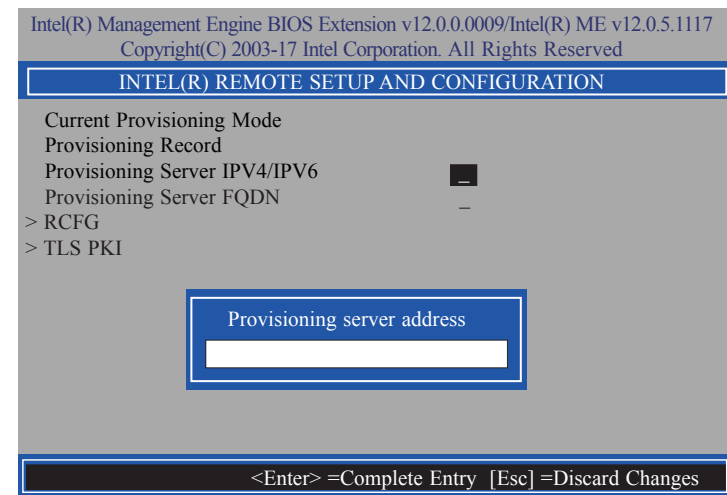 Intel(R) Management Engine BIOS Extension v12.0.0.0009/Intel(R) ME v12.0.5.1117
Copyright(C) 2003-17 Intel Corporation. All Rights Reserved
INTEL(R) REMOTE SETUP AND CONFIGURATION
Current Provisioning Mode
Provisioning Record
Provisioning Server IPV4/IPV6 _
Provisioning Server FQDN _
> RCFG
> TLS PKI
Provisioning server address
<Enter> =Complete Entry [Esc] =Discard Changes